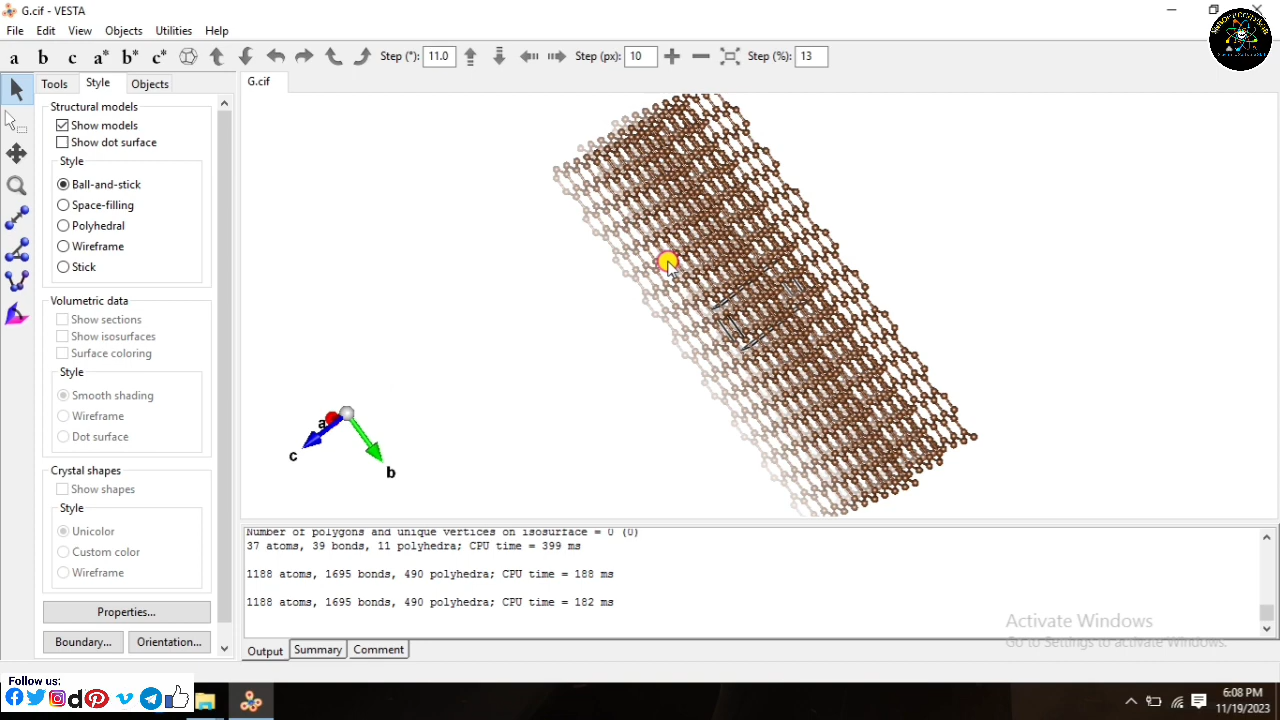 G.cif - VESTA
File Edit View Objects Utilities Help
a b c a* b* c* Step (°): 11.0 Step (px): 10 Step (%): 13
Tools Style Objects
G.cif
Structural models
Show models
Show dot surface
Style
Ball-and-stick
Space-filling
Polyhedral
Wireframe
Stick
Volumetric data
Show sections
Show isosurfaces
Surface coloring
Style
Smooth shading
Wireframe
Dot surface
Crystal shapes
Show shapes
Style
Unicolor
Custom color
Wireframe
Properties...
Boundary... Orientation...
a
c
b
Number of polygons and unique vertices on isosurface = 0 (0)
37 atoms, 39 bonds, 11 polyhedra; CPU time = 399 ms
1188 atoms, 1695 bonds, 490 polyhedra; CPU time = 188 ms
1188 atoms, 1695 bonds, 490 polyhedra; CPU time = 182 ms
Activate Windows
Go to Settings to activate Windows.
Output Summary Comment
Follow us:
6:08 PM
11/19/2023